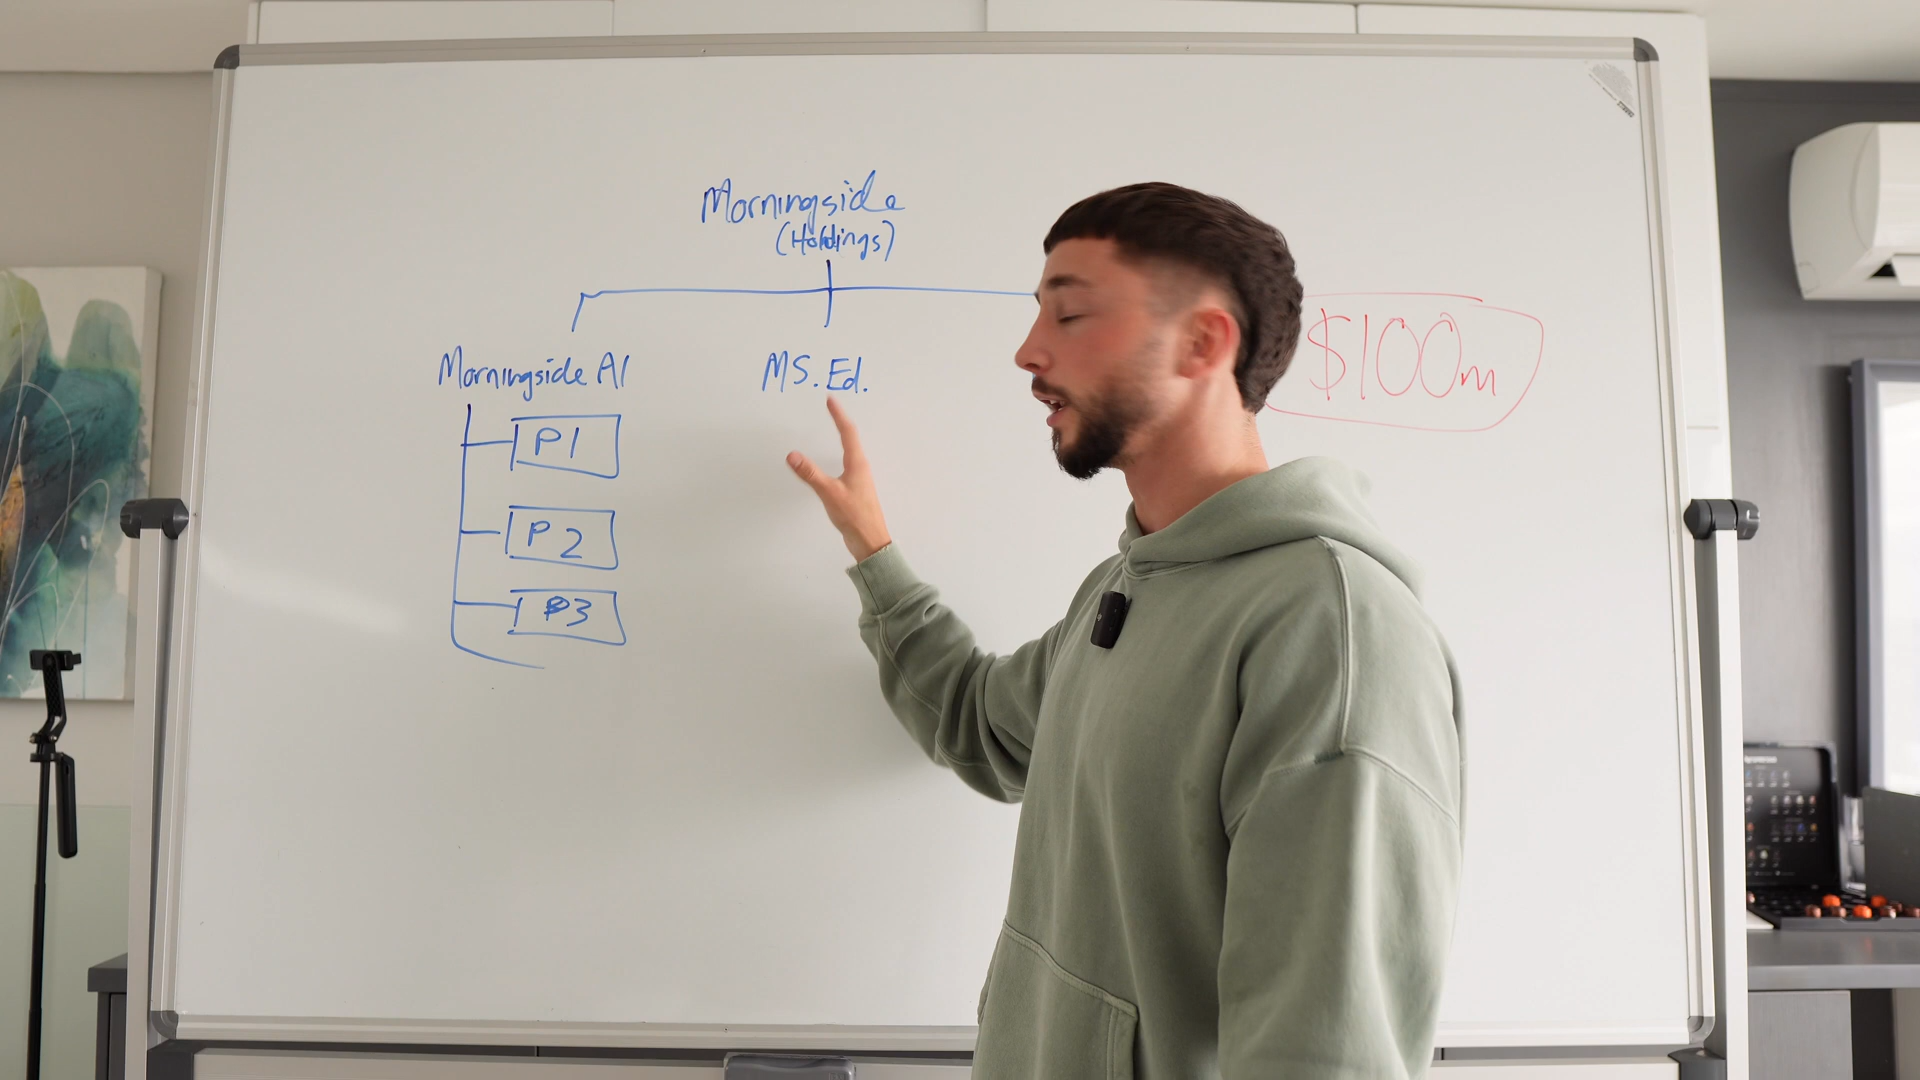 Morningside
(Holdings)
Morningside AI
MS. Ed.
$100m
P1
P2
P3